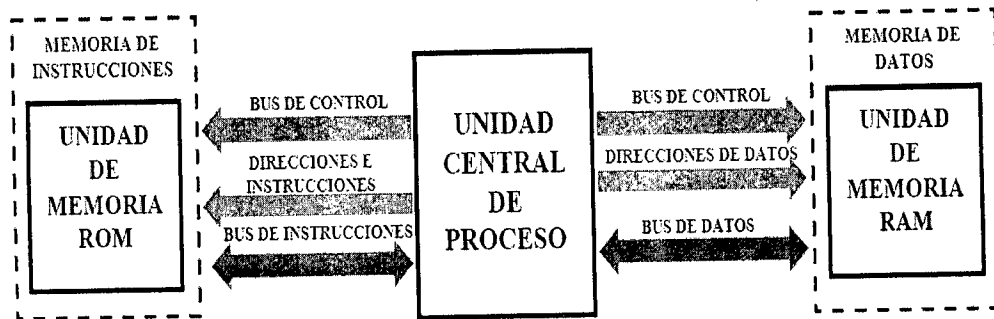 MEMORIA DE
INSTRUCCIONES
UNIDAD
DE
MEMORIA
ROM
BUS DE CONTROL
DIRECCIONES E
INSTRUCCIONES
BUS DE INSTRUCCIONES
UNIDAD
CENTRAL
DE
PROCESO
BUS DE CONTROL
DIRECCIONES DE DATOS
BUS DE DATOS
MEMORIA DE
DATOS
UNIDAD
DE
MEMORIA
RAM